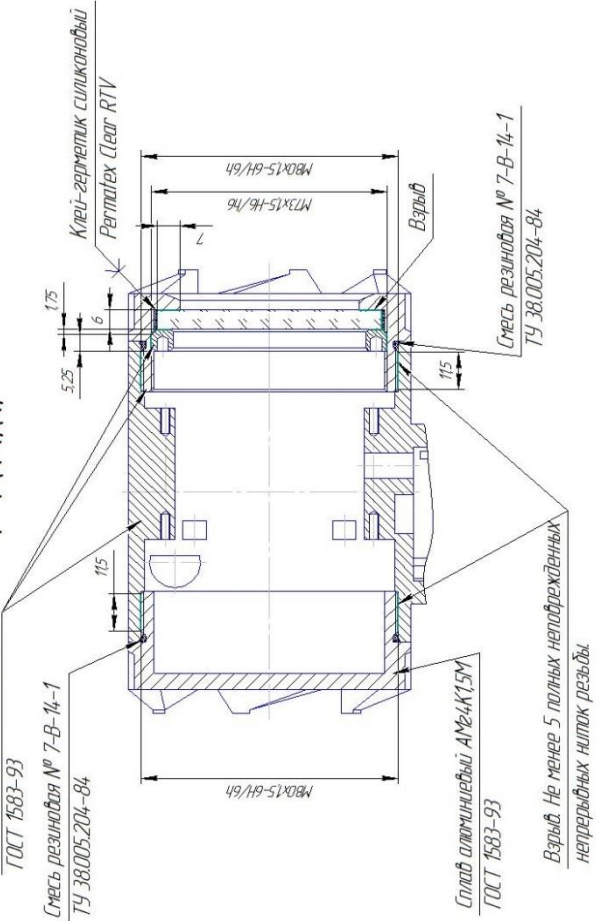 Клей-герметик силиконовый
Permatex Clear RTV
М80х1,5-6Н/6h
М73х1,5-Н6/h6
7
Взрыв
Смесь резиновая № 7-В-14-1
ТУ 38.005.204-84
1,75
6
5,25
11,5
11,5
ГОСТ 1583-93
Смесь резиновая № 7-В-14-1
ТУ 38.005.204-84
М80х1,5-6Н/6h
Сплав алюминиевый АМг4К1,5М
ГОСТ 1583-93
Взрыв. Не менее 5 полных неповрежденных
непрерывных ниток резьбы.